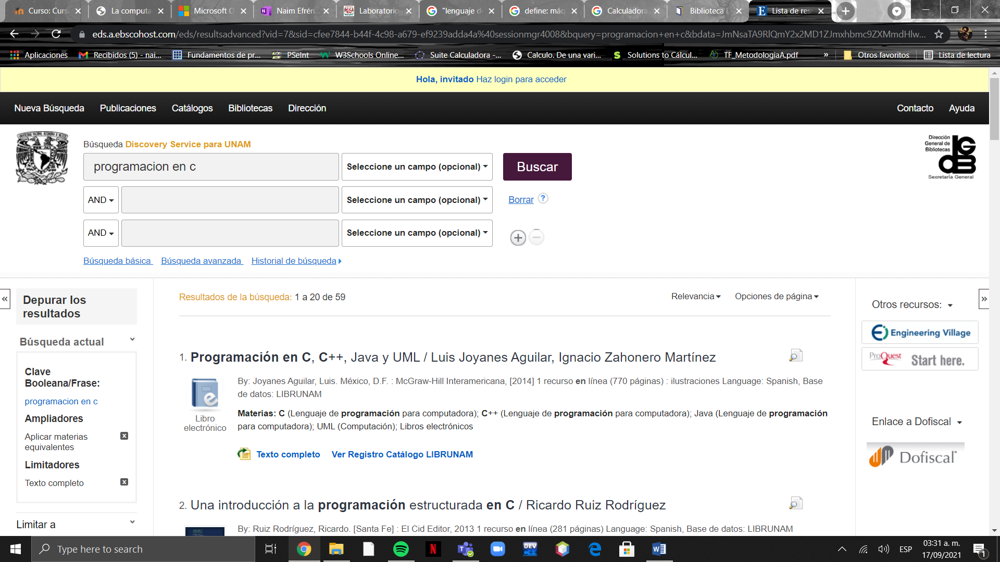 Curso: Curs
La computa
Microsoft O
Naim Efrén
Laboratorio
"lenguaje de
define: máq
Calculadora
Biblioteca D
Lista de res
eds.a.ebscohost.com/eds/resultsadvanced?vid=7&sid=cfee7844-b44f-4c98-a679-ef9239adda4a%40sessionmgr4008&bquery=programacion+en+c&bdata=JmNsaTA9RlQmY2x2MD1ZJmxhbmc9ZXMmdHlw...
Aplicaciones
Recibidos (5) - nai...
Fundamentos de pr...
PSeInt
W3Schools Online...
Suite Calculadora -...
Calculo. De una vari...
Solutions to Cálcul...
TF_MetodologiaA.pdf
»
Otros favoritos
Lista de lectura
Hola, invitado Haz login para acceder
Nueva Búsqueda Publicaciones Catálogos Bibliotecas Dirección Contacto Ayuda
Búsqueda Discovery Service para UNAM
programacion en c Seleccione un campo (opcional) Buscar
AND Seleccione un campo (opcional) Borrar ?
AND Seleccione un campo (opcional)
Búsqueda básica Búsqueda avanzada Historial de búsqueda
Dirección
General de
Bibliotecas
Secretaría General
«
Depurar los
resultados
Búsqueda actual
Clave
Booleana/Frase:
programacion en c
Ampliadores
Aplicar materias
equivalentes
Limitadores
Texto completo
Limitar a
Resultados de la búsqueda: 1 a 20 de 59
Relevancia Opciones de página
1. Programación en C, C++, Java y UML / Luis Joyanes Aguilar, Ignacio Zahonero Martínez
Libro
electrónico
By: Joyanes Aguilar, Luis. México, D.F. : McGraw-Hill Interamericana, [2014] 1 recurso en línea (770 páginas) : ilustraciones Language: Spanish, Base
de datos: LIBRUNAM
Materias: C (Lenguaje de programación para computadora); C++ (Lenguaje de programación para computadora); Java (Lenguaje de programación
para computadora); UML (Computación); Libros electrónicos
Texto completo Ver Registro Catálogo LIBRUNAM
2. Una introducción a la programación estructurada en C / Ricardo Ruiz Rodríguez
By: Ruiz Rodríguez, Ricardo. [Santa Fe] : El Cid Editor, 2013 1 recurso en línea (281 páginas) Language: Spanish, Base de datos: LIBRUNAM
»
Otros recursos:
Engineering Village
ProQuest Start here.
Enlace a Dofiscal
Dofiscal
Type here to search
DEV
ESP
03:31 a. m.
17/09/2021
1